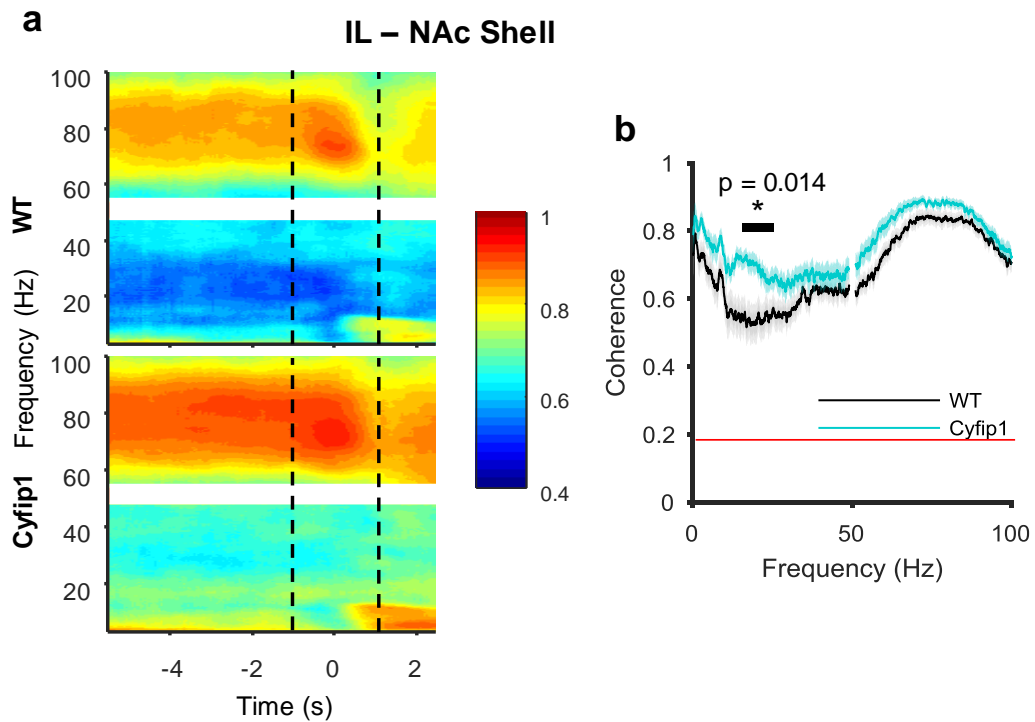 a
IL – NAc Shell
100
80
60
40
20
WT
Frequency (Hz)
100
80
60
40
20
Cyfip1
-4
-2
0
2
Time (s)
1
0.8
0.6
0.4
b
p = 0.014
*
1
0.8
0.6
0.4
0.2
0
Coherence
WT
Cyfip1
0
50
100
Frequency (Hz)